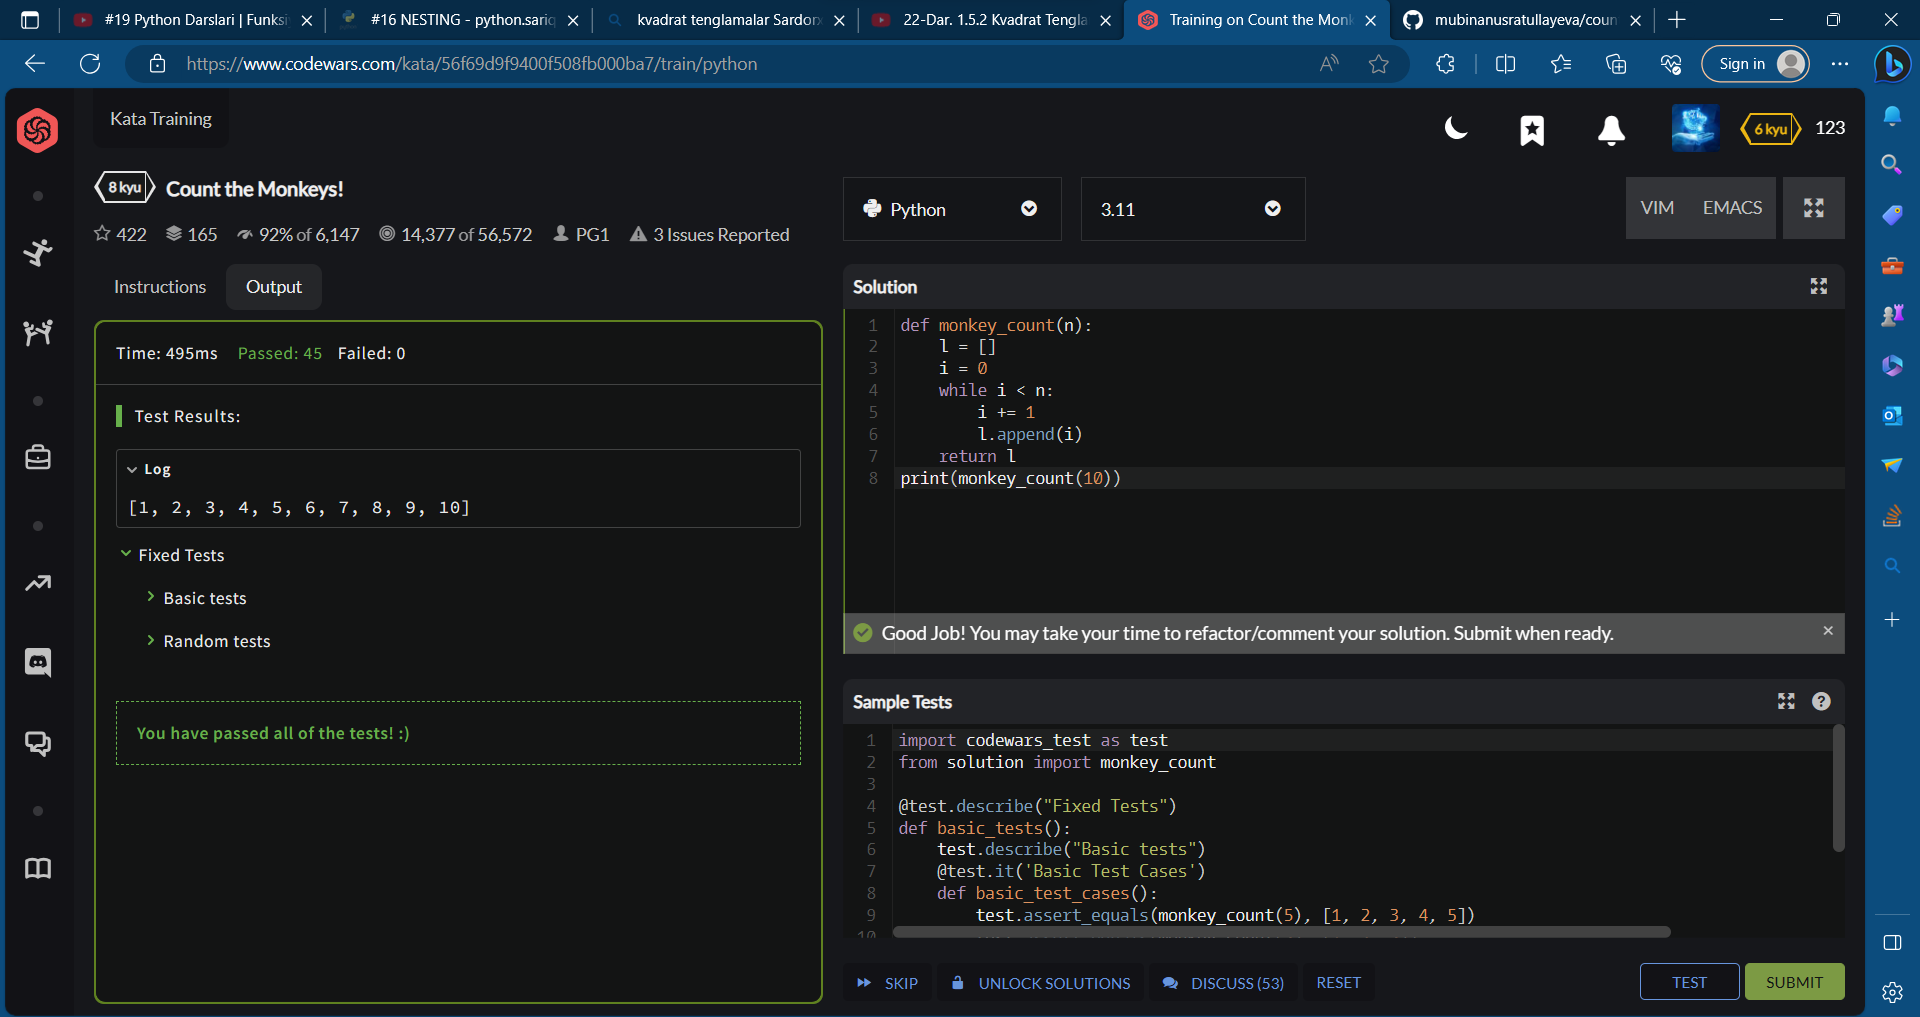 #19 Python Darslari | Funksi
#16 NESTING - python.sariq
kvadrat tenglamalar Sardor
22-Dar. 1.5.2 Kvadrat Tengla
Training on Count the Monk
mubinanusratullayeva/coun
https://www.codewars.com/kata/56f69d9f9400f508fb000ba7/train/python
Sign in
Kata Training
6 kyu
123
8 kyu
Count the Monkeys!
422
165
92% of 6,147
14,377 of 56,572
PG1
3 Issues Reported
Python
3.11
VIM
EMACS
Instructions
Output
Time: 495ms Passed: 45 Failed: 0
Test Results:
Log
[1, 2, 3, 4, 5, 6, 7, 8, 9, 10]
Fixed Tests
Basic tests
Random tests
You have passed all of the tests! :)
Solution
1 def monkey_count(n):
2 l = []
3 i = 0
4 while i < n:
5 i += 1
6 l.append(i)
7 return l
8 print(monkey_count(10))
Good Job! You may take your time to refactor/comment your solution. Submit when ready.
Sample Tests
1 import codewars_test as test
2 from solution import monkey_count
3
4 @test.describe("Fixed Tests")
5 def basic_tests():
6 test.describe("Basic tests")
7 @test.it('Basic Test Cases')
8 def basic_test_cases():
9 test.assert_equals(monkey_count(5), [1, 2, 3, 4, 5])
10
SKIP
UNLOCK SOLUTIONS
DISCUSS (53)
RESET
TEST
SUBMIT